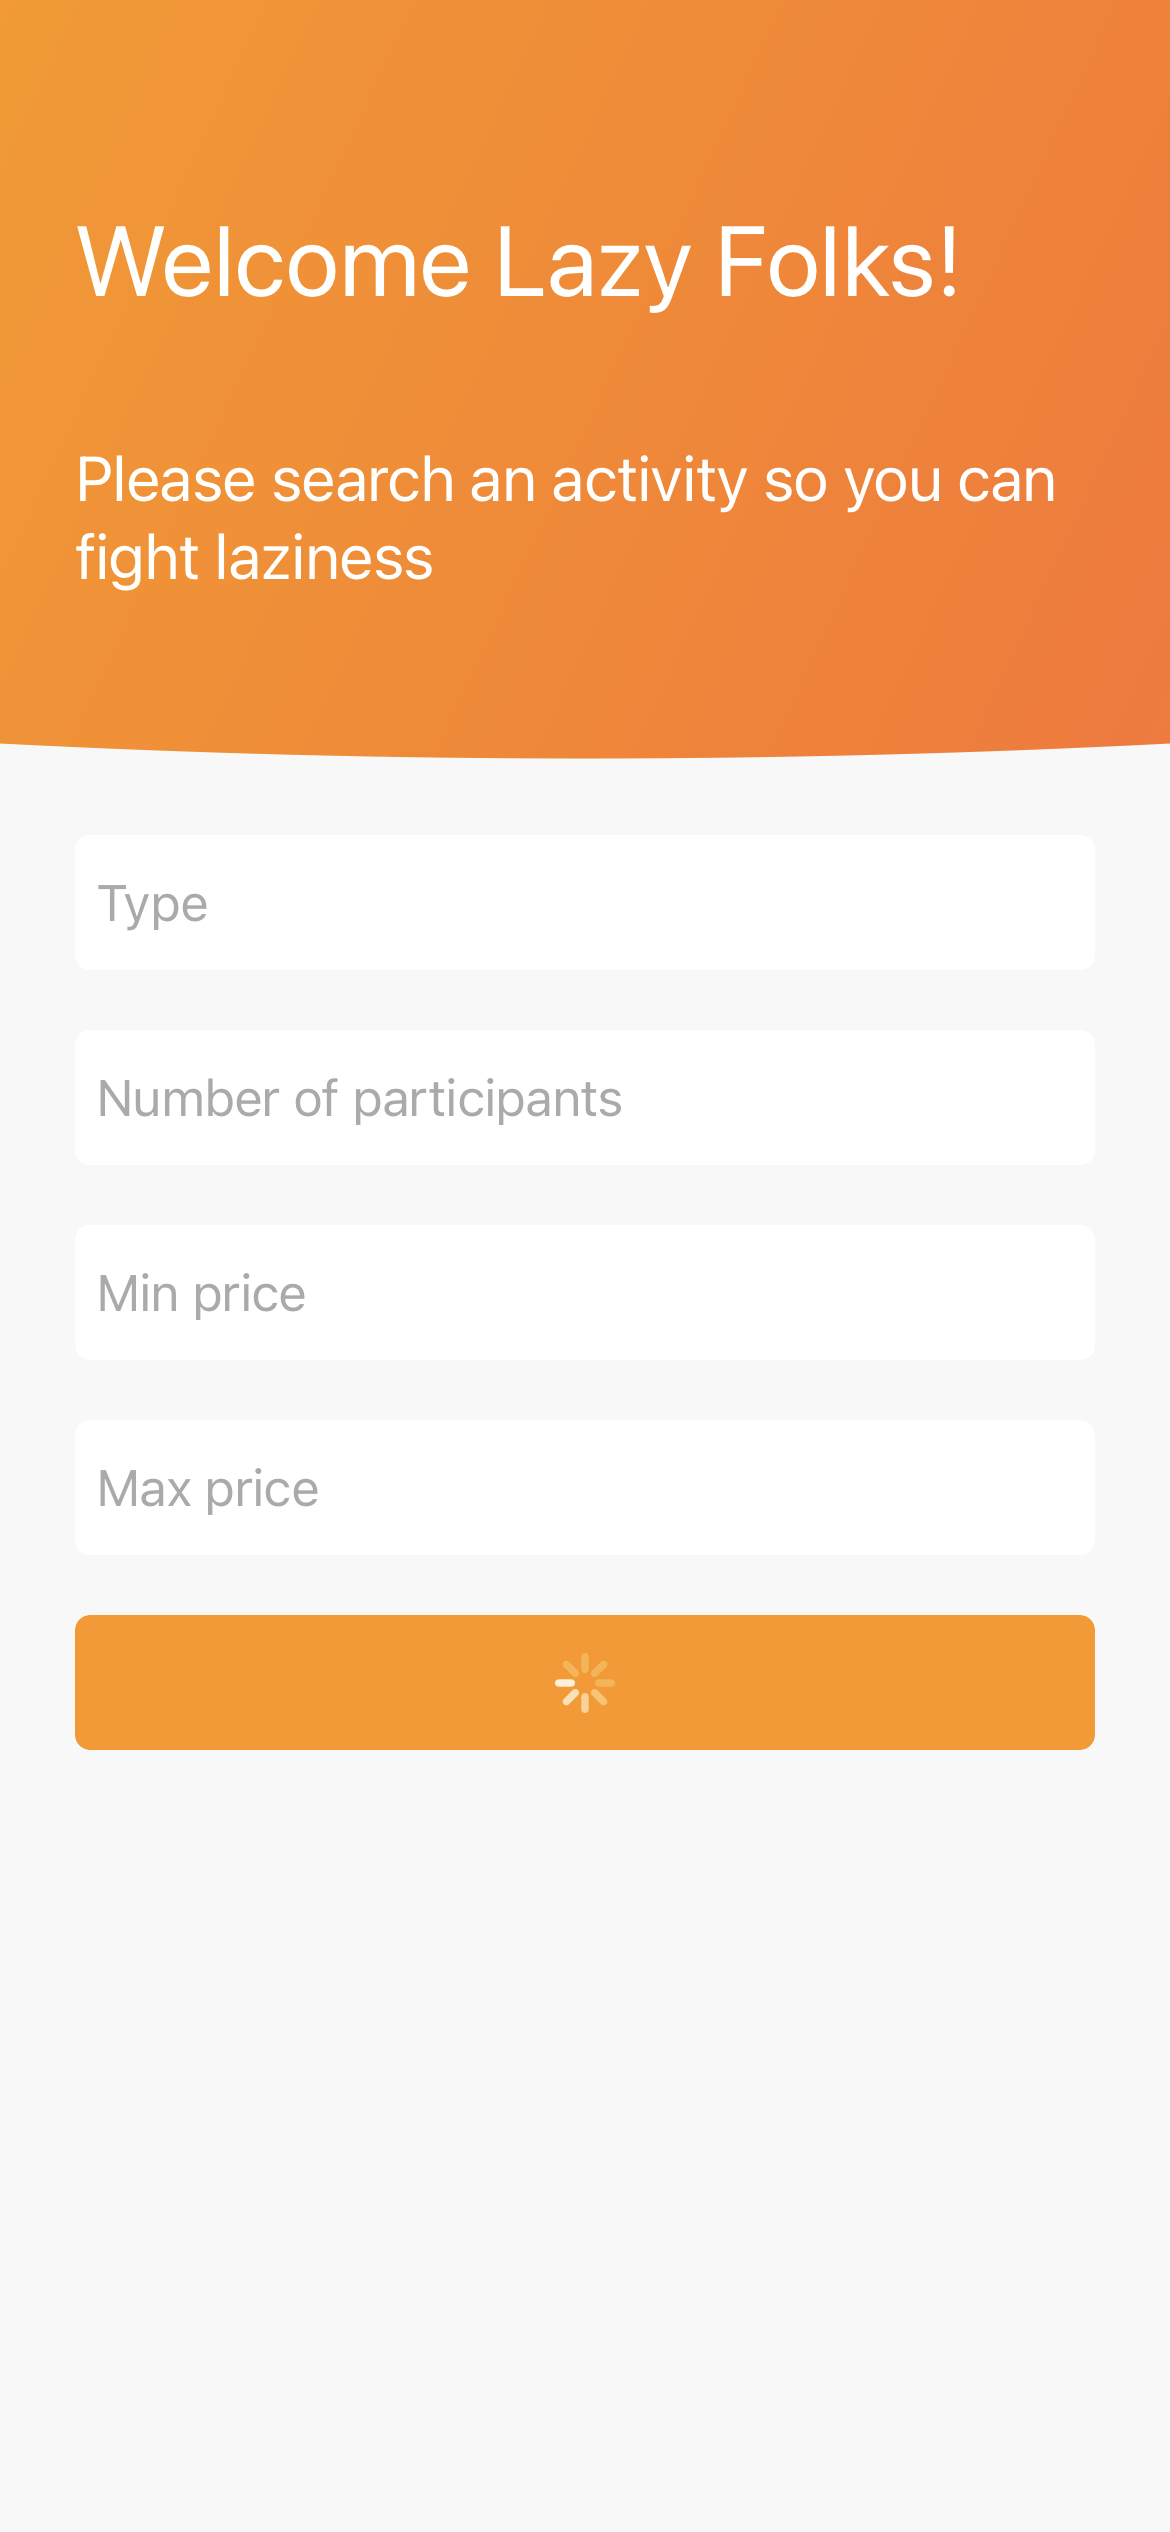 Welcome Lazy Folks!
Please search an activity so you can
fight laziness
Type
Number of participants
Min price
Max price